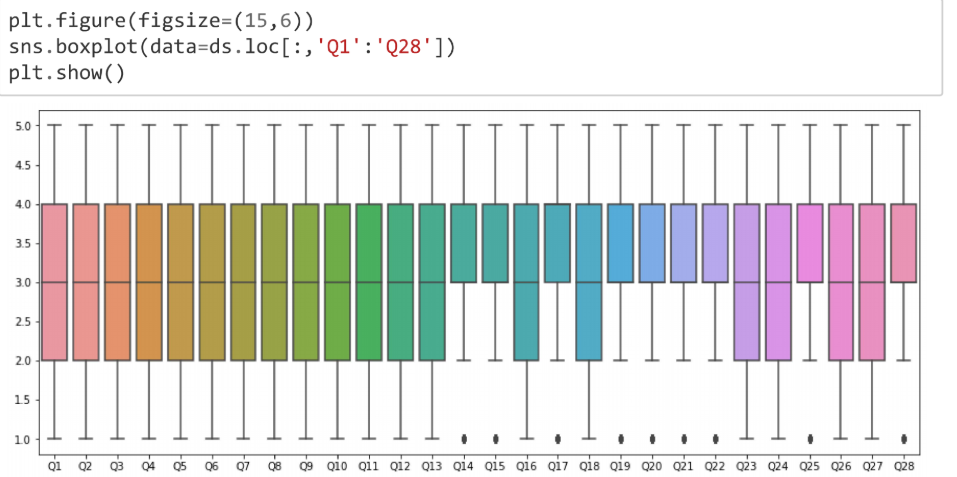 plt.figure(figsize=(15,6))
sns.boxplot(data=ds.loc[:,'Q1':'Q28'])
plt.show()
5.0
4.5
4.0
3.5
3.0
2.5
2.0
1.5
1.0
Q1 Q2 Q3 Q4 Q5 Q6 Q7 Q8 Q9 Q10 Q11 Q12 Q13 Q14 Q15 Q16 Q17 Q18 Q19 Q20 Q21 Q22 Q23 Q24 Q25 Q26 Q27 Q28